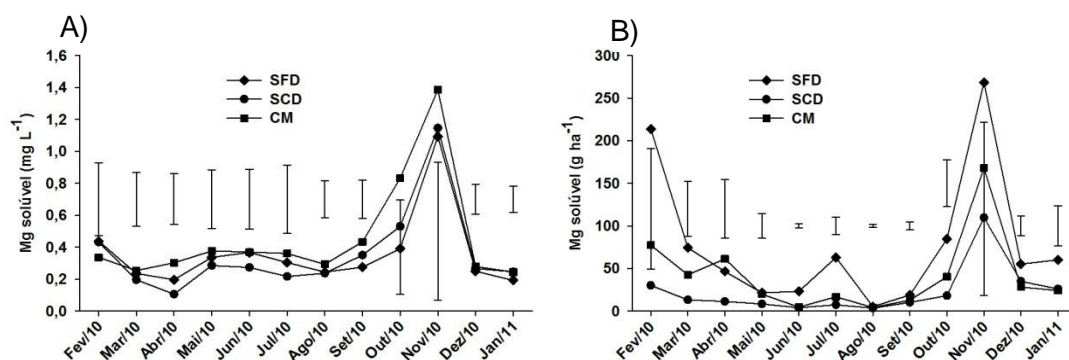 A)
Mg solúvel (mg L-1)
1,6
1,4
1,2
1,0
0,8
0,6
0,4
0,2
0,0
SFD
SCD
CM
Fev/10
Mar/10
Abr/10
Mai/10
Jun/10
Jul/10
Ago/10
Set/10
Out/10
Nov/10
Dez/10
Jan/11
B)
Mg solúvel (g ha-1)
300
250
200
150
100
50
0
SFD
SCD
CM
Fev/10
Mar/10
Abr/10
Mai/10
Jun/10
Jul/10
Ago/10
Set/10
Out/10
Nov/10
Dez/10
Jan/11